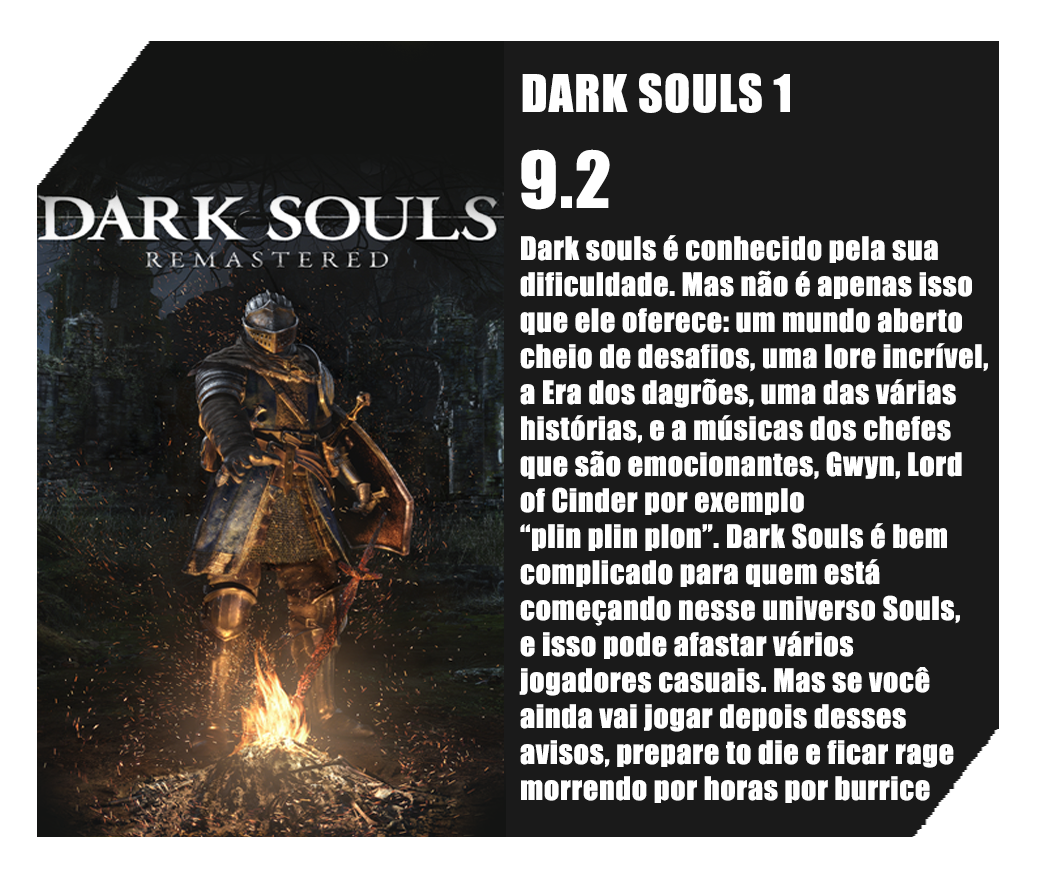 DARK SOULS
REMASTERED
DARK SOULS 1
9.2
Dark souls é conhecido pela sua
dificuldade. Mas não é apenas isso
que ele oferece: um mundo aberto
cheio de desafios, uma lore incrível,
a Era dos dagrões, uma das várias
histórias, e a músicas dos chefes
que são emocionantes, Gwyn, Lord
of Cinder por exemplo
“plin plin plon”. Dark Souls é bem
complicado para quem está
começando nesse universo Souls,
e isso pode afastar vários
jogadores casuais. Mas se você
ainda vai jogar depois desses
avisos, prepare to die e ficar rage
morrendo por horas por burrice